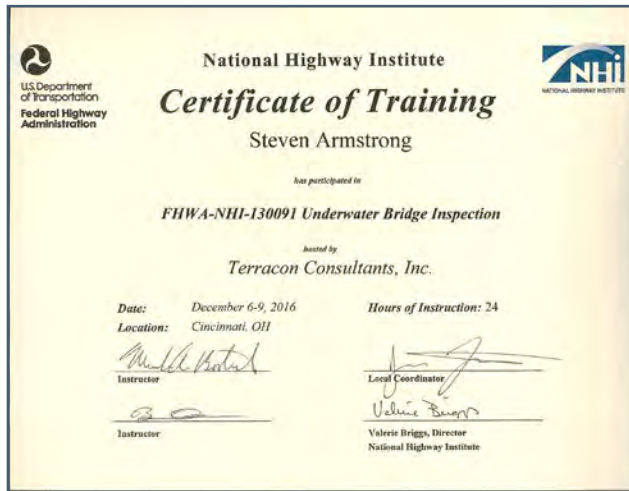 U.S. Department
of Transportation
Federal Highway
Administration
National Highway Institute
NHi
NATIONAL HIGHWAY INSTITUTE
Certificate of Training
Steven Armstrong
has participated in
FHWA-NHI-130091 Underwater Bridge Inspection
hosted by
Terracon Consultants, Inc.
Date: December 6-9, 2016
Hours of Instruction: 24
Location: Cincinnati, OH
Instructor
Local Coordinator
Valerie Briggs
Instructor
Valerie Briggs, Director
National Highway Institute